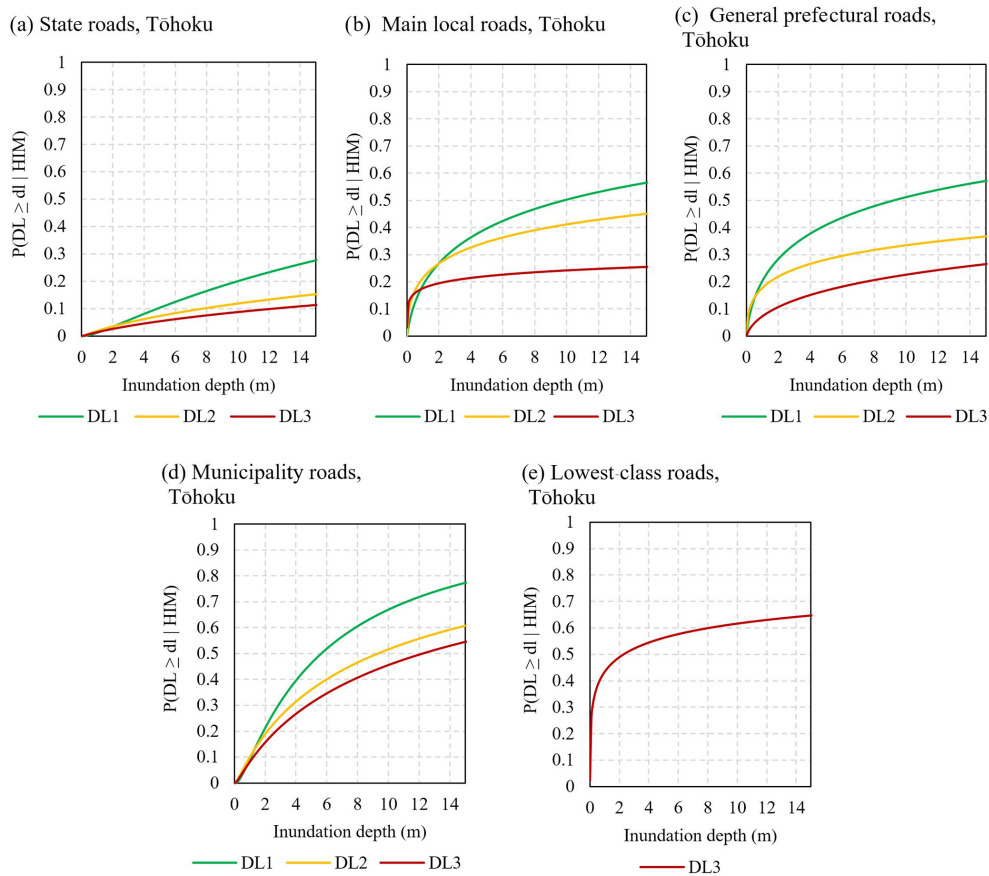 (a) State roads, Tōhoku
P(DL ≥ dl | HIM)
1
0.9
0.8
0.7
0.6
0.5
0.4
0.3
0.2
0.1
0
0 2 4 6 8 10 12 14
Inundation depth (m)
DL1 DL2 DL3
(b) Main local roads, Tōhoku
P(DL ≥ dl | HIM)
1
0.9
0.8
0.7
0.6
0.5
0.4
0.3
0.2
0.1
0
0 2 4 6 8 10 12 14
Inundation depth (m)
DL1 DL2 DL3
(c) General prefectural roads,
Tōhoku
P(DL ≥ dl | HIM)
1
0.9
0.8
0.7
0.6
0.5
0.4
0.3
0.2
0.1
0
0 2 4 6 8 10 12 14
Inundation depth (m)
DL1 DL2 DL3
(d) Municipality roads,
Tōhoku
P(DL ≥ dl | HIM)
1
0.9
0.8
0.7
0.6
0.5
0.4
0.3
0.2
0.1
0
0 2 4 6 8 10 12 14
Inundation depth (m)
DL1 DL2 DL3
(e) Lowest-class roads,
Tōhoku
P(DL ≥ dl | HIM)
1
0.9
0.8
0.7
0.6
0.5
0.4
0.3
0.2
0.1
0
0 2 4 6 8 10 12 14
Inundation depth (m)
DL3